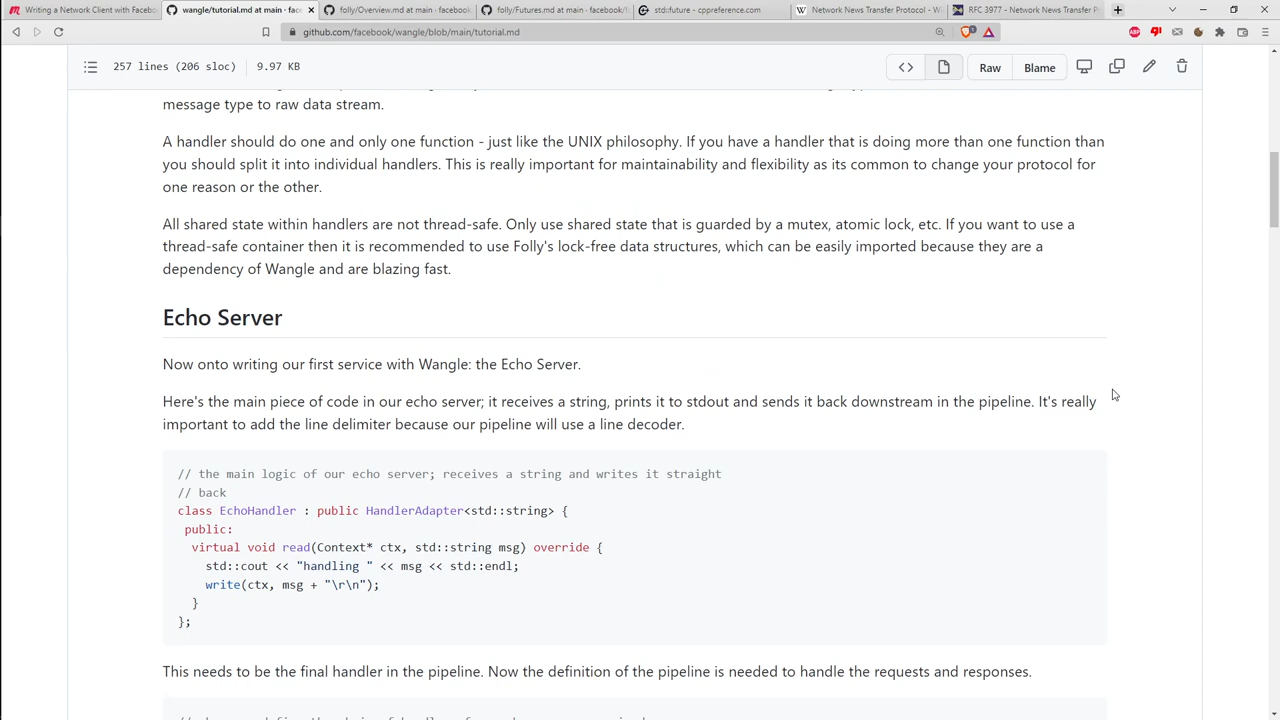 Writing a Network Client with Faceb
wangle/tutorial.md at main · face
folly/Overview.md at main · facebook
folly/Futures.md at main · facebook/
std::future - cppreference.com
Network News Transfer Protocol - Wi
RFC 3977 - Network News Transfer P
github.com/facebook/wangle/blob/main/tutorial.md
257 lines (206 sloc) 9.97 KB
Raw
Blame
message type to raw data stream.
A handler should do one and only one function - just like the UNIX philosophy. If you have a handler that is doing more than one function than
you should split it into individual handlers. This is really important for maintainability and flexibility as its common to change your protocol for
one reason or the other.
All shared state within handlers are not thread-safe. Only use shared state that is guarded by a mutex, atomic lock, etc. If you want to use a
thread-safe container then it is recommended to use Folly's lock-free data structures, which can be easily imported because they are a
dependency of Wangle and are blazing fast.
Echo Server
Now onto writing our first service with Wangle: the Echo Server.
Here's the main piece of code in our echo server; it receives a string, prints it to stdout and sends it back downstream in the pipeline. It's really
important to add the line delimiter because our pipeline will use a line decoder.
// the main logic of our echo server; receives a string and writes it straight
// back
class EchoHandler : public HandlerAdapter<std::string> {
public:
virtual void read(Context* ctx, std::string msg) override {
std::cout << "handling " << msg << std::endl;
write(ctx, msg + "\r\n");
}
};
This needs to be the final handler in the pipeline. Now the definition of the pipeline is needed to handle the requests and responses.